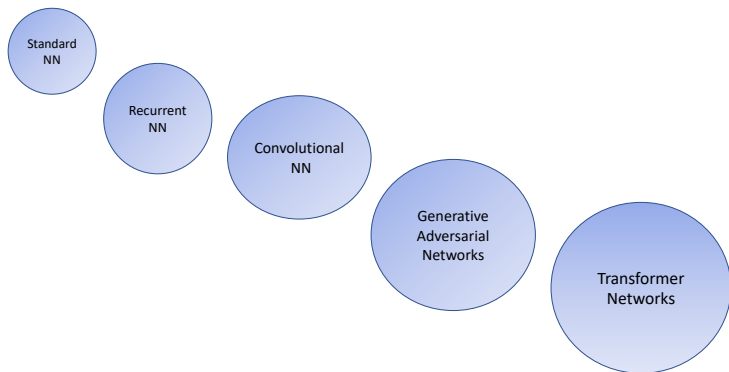 Standard
NN
Recurrent
NN
Convolutional
NN
Generative
Adversarial
Networks
Transformer
Networks